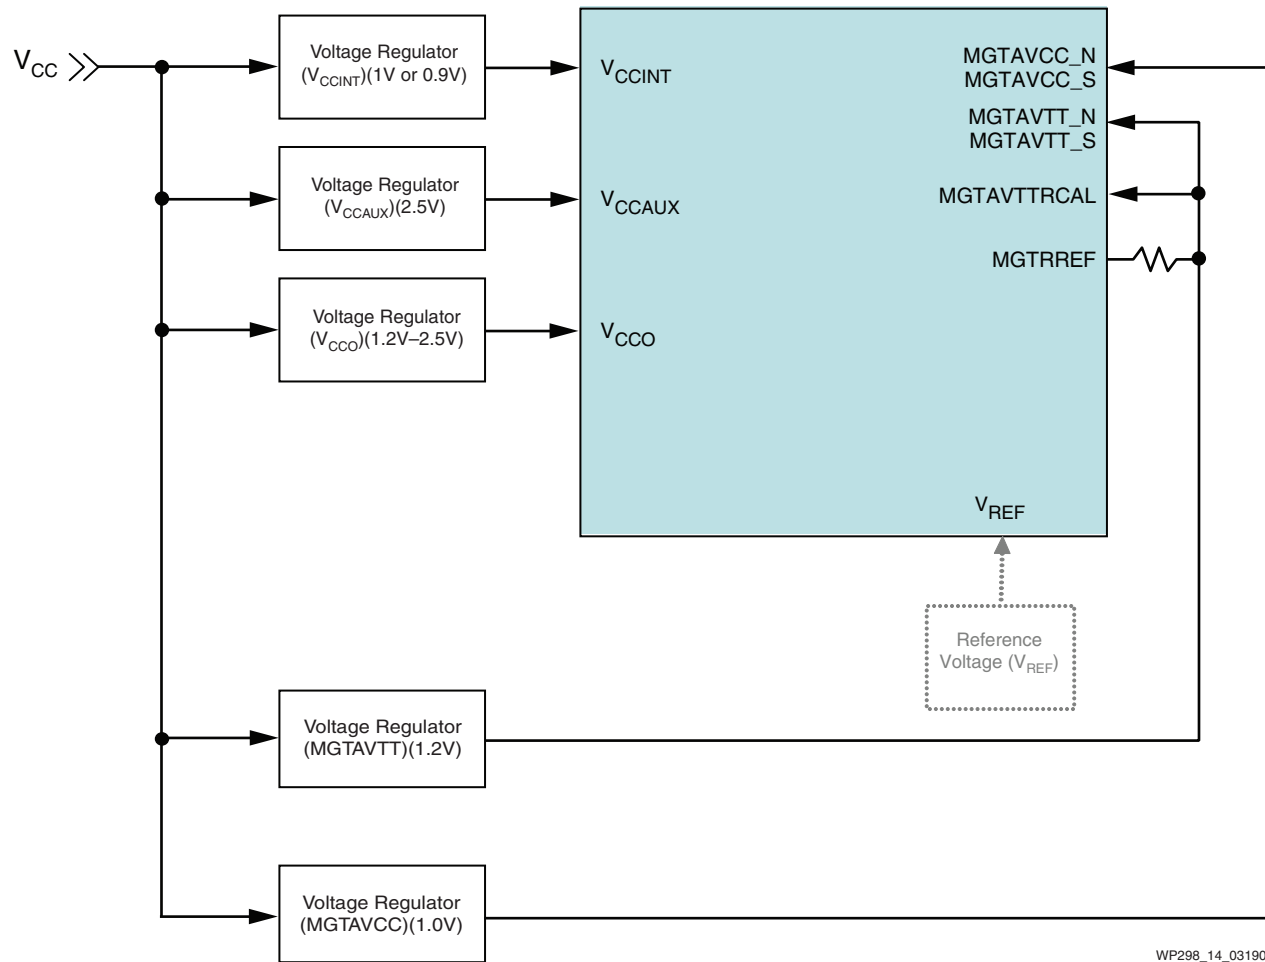 VCC
Voltage Regulator
(VCCINT)(1V or 0.9V)
VCCINT
MGTAVCC_N
MGTAVCC_S
MGTAVTT_N
MGTAVTT_S
Voltage Regulator
(VCCAUX)(2.5V)
VCCAUX
MGTAVTTRCAL
MGTRREF
Voltage Regulator
(VCCO)(1.2V–2.5V)
VCCO
VREF
Reference
Voltage (VREF)
Voltage Regulator
(MGTAVTT)(1.2V)
Voltage Regulator
(MGTAVCC)(1.0V)
WP298_14_03190